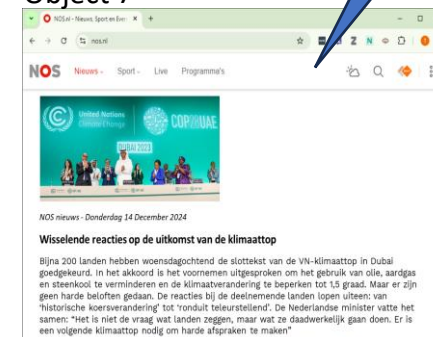 Object 7
NOS.nl - Nieuws, Sport en Eve
nos.nl
NOS Nieuws Sport Live Programma's
United Nations
Climate Change
COP28UAE
DUBAI 2023
NOS nieuws - Donderdag 14 December 2024
Wisselende reacties op de uitkomst van de klimaattop
Bijna 200 landen hebben woensdagochtend de slottekst van de VN-klimaattop in Dubai
goedgekeurd. In het akkoord is het voornemen uitgesproken om het gebruik van olie, aardgas
en steenkool te verminderen en de klimaatverandering te beperken tot 1,5 graad. Maar er zijn
geen harde beloften gedaan. De reacties bij de deelnemende landen lopen uiteen: van
'historische koersverandering' tot 'ronduit teleurstellend'. De Nederlandse minister vatte het
samen: "Het is niet de vraag wat landen zeggen, maar wat ze daadwerkelijk gaan doen. Er is
een volgende klimaattop nodig om harde afspraken te maken"